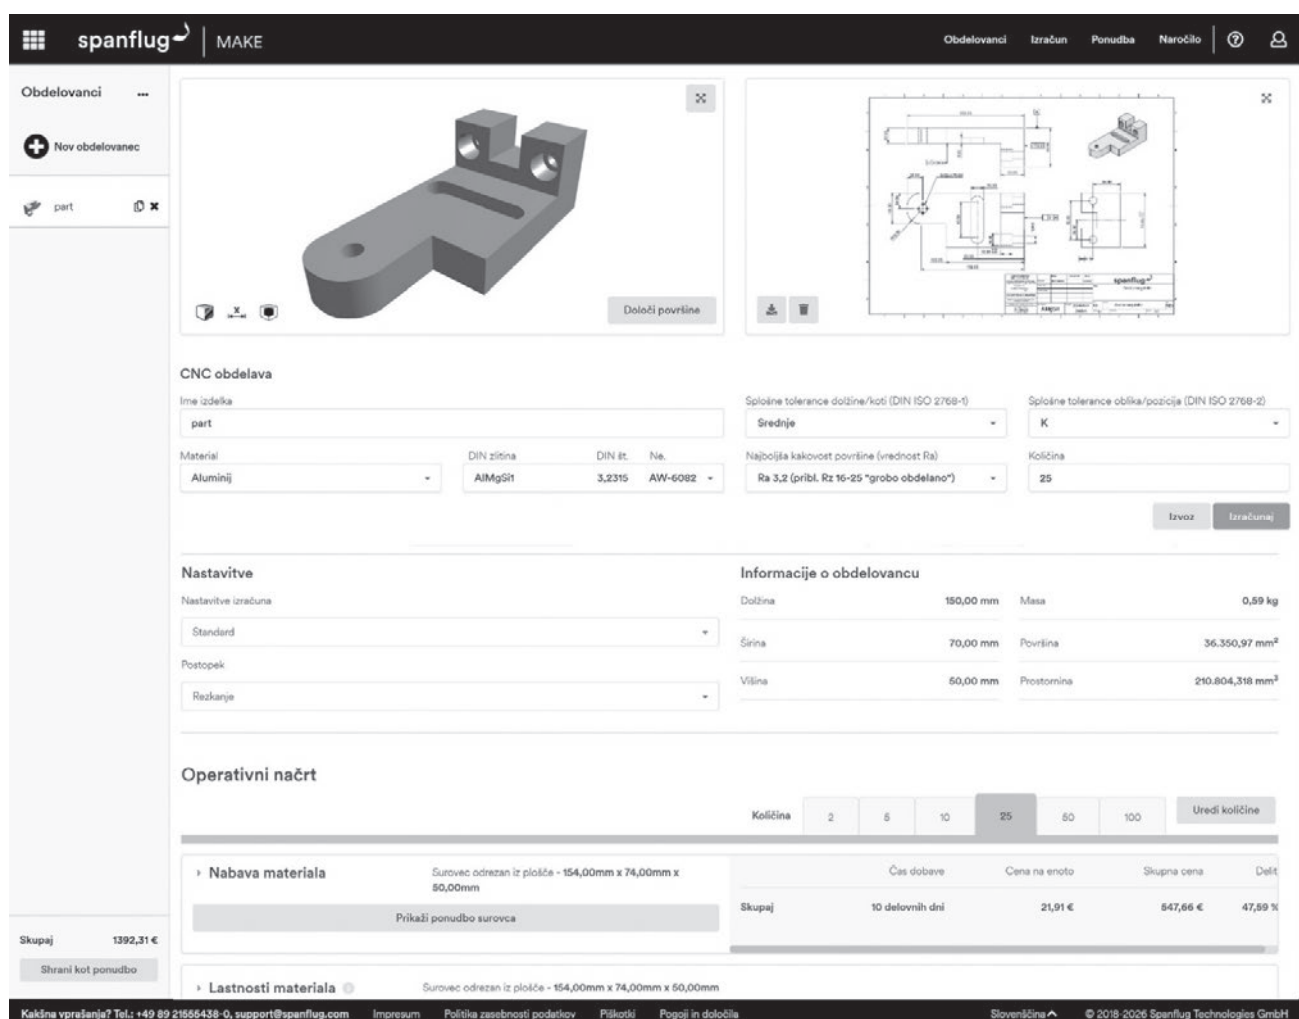 spanflug MAKE Obdelovanci Izračun Ponudba Naročilo
Obdelovanci ...
Nov obdelovanec
part
Določi površine
spanflug
CNC obdelava
Ime izdelka
part
Splošne tolerance dolžine/koti (DIN ISO 2768-1) Splošne tolerance oblika/pozicija (DIN ISO 2768-2)
Srednje K
Material DIN zlitina DIN št. Ne. Najboljša kakovost površine (vrednost Ra) Količina
Aluminij AlMgSi1 3,2315 AW-6082 Ra 3,2 (pribl. Rz 16-25 "grobo obdelano") 25
Izvoz Izračunaj
Nastavitve
Nastavitve izračuna
Standard
Postopek
Rezkanje
Informacije o obdelovancu
Dolžina 150,00 mm Masa 0,59 kg
Širina 70,00 mm Površina 36.350,97 mm²
Višina 50,00 mm Prostornina 210.804,318 mm³
Operativni načrt
Količina 2 5 10 25 50 100 Uredi količine
Nabava materiala
Surovec odrezan iz plošče - 154,00mm x 74,00mm x
50,00mm
Prikaži ponudbo surovca
Čas dobave Cena na enoto Skupna cena Delit
Skupaj 10 delovnih dni 21,91 € 547,66 € 47,59 %
Skupaj 1392,31 €
Shrani kot ponudbo
Lastnosti materiala Surovec odrezan iz plošče - 154,00mm x 74,00mm x 50,00mm
Kakšna vprašanja? Tel.: +49 89 21555438-0, support@spanflug.com Impresum Politika zasebnosti podatkov Piškotki Pogoji in določila Slovenščina © 2018-2026 Spanflug Technologies GmbH